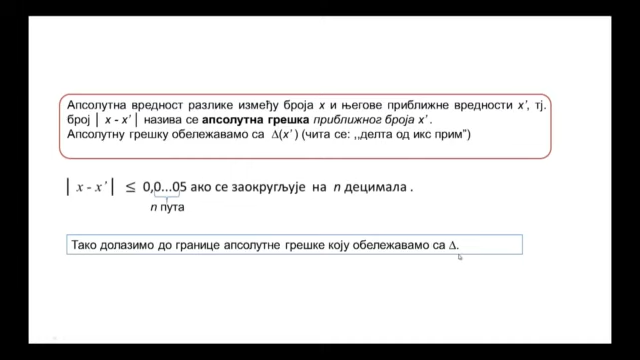 Апсолутна вредност разлике између броја x и његове приближне вредности x’, тј.
број | x - x’ | назива се апсолутна грешка приближног броја x’ .
Апсолутну грешку обележавамо са Δ(x’ ) (чита се: ,,делта од икс прим”)
| x - x’ | ≤ 0,0...05 ако се заокругљује на n децимала .
n пута
Тако долазимо до границе апсолутне грешке коју обележавамо са Δ.